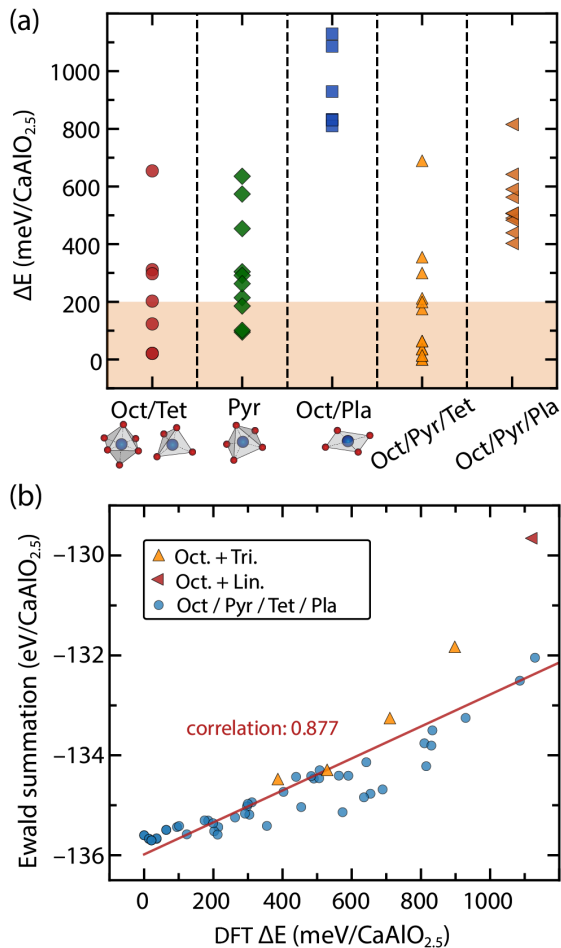 (a)
ΔE (meV/CaAlO2.5)
1000
800
600
400
200
0
Oct/Tet
Pyr
Oct/Pla
Oct/Pyr/Tet
Oct/Pyr/Pla
(b)
Ewald summation (eV/CaAlO2.5)
−130
−132
−134
−136
Oct. + Tri.
Oct. + Lin.
Oct / Pyr / Tet / Pla
correlation: 0.877
0 200 400 600 800 1000
DFT ΔE (meV/CaAlO2.5)